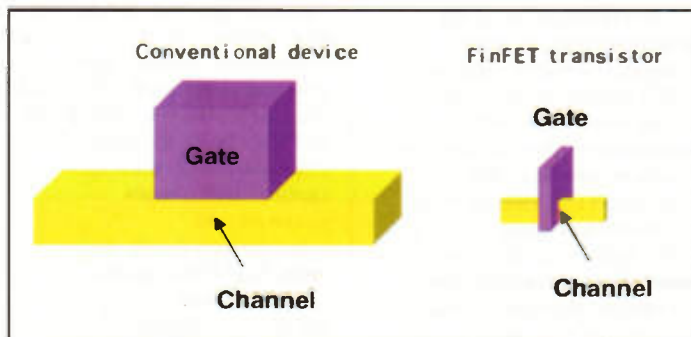 Conventional device
FinFET transistor
Gate
Gate
Channel
Channel